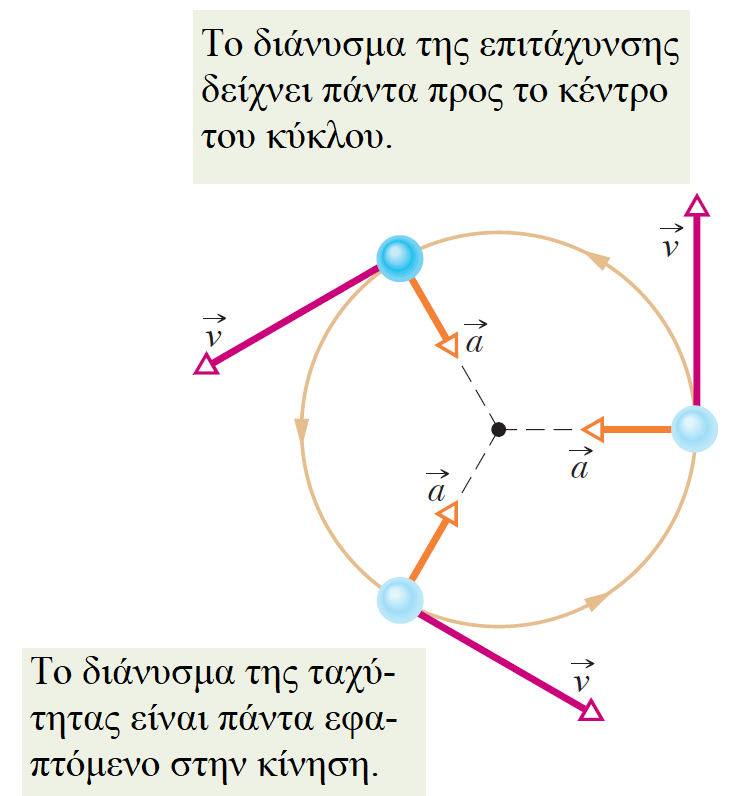 Το διάνυσμα της επιτάχυνσης
δείχνει πάντα προς το κέντρο
του κύκλου.
v
v
a
a
a
v
Το διάνυσμα της ταχύ-
τητας είναι πάντα εφα-
πτόμενο στην κίνηση.